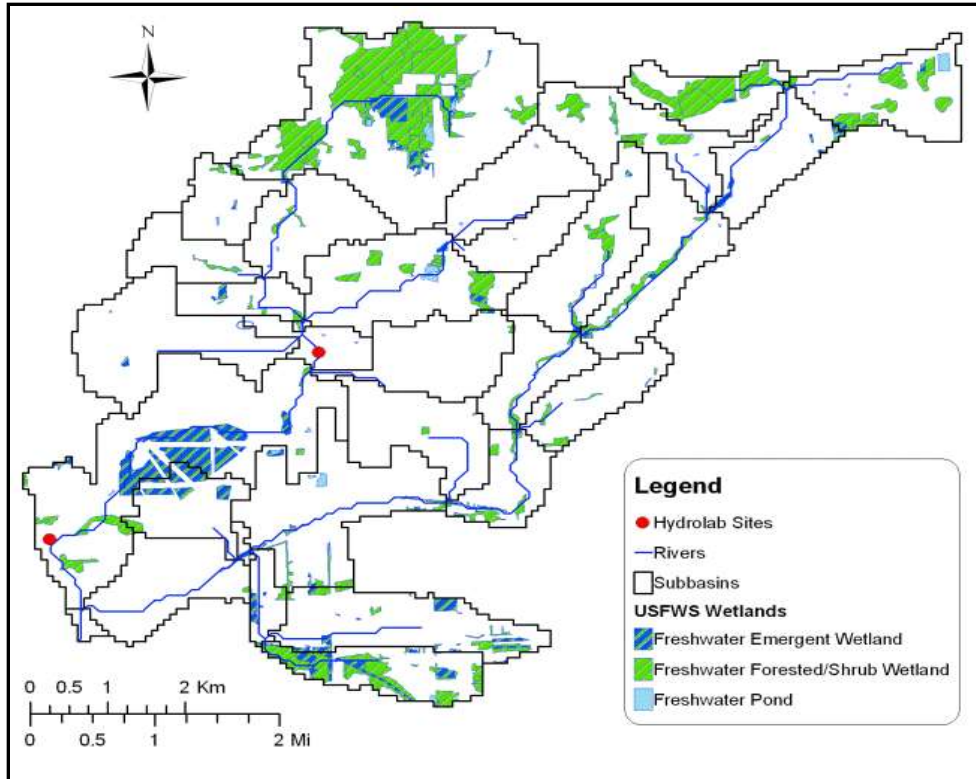 N
Legend
Hydrolab Sites
Rivers
Subbasins
USFWS Wetlands
Freshwater Emergent Wetland
Freshwater Forested/Shrub Wetland
Freshwater Pond
0 0.5 1 2 Km
0 0.5 1 2 Mi